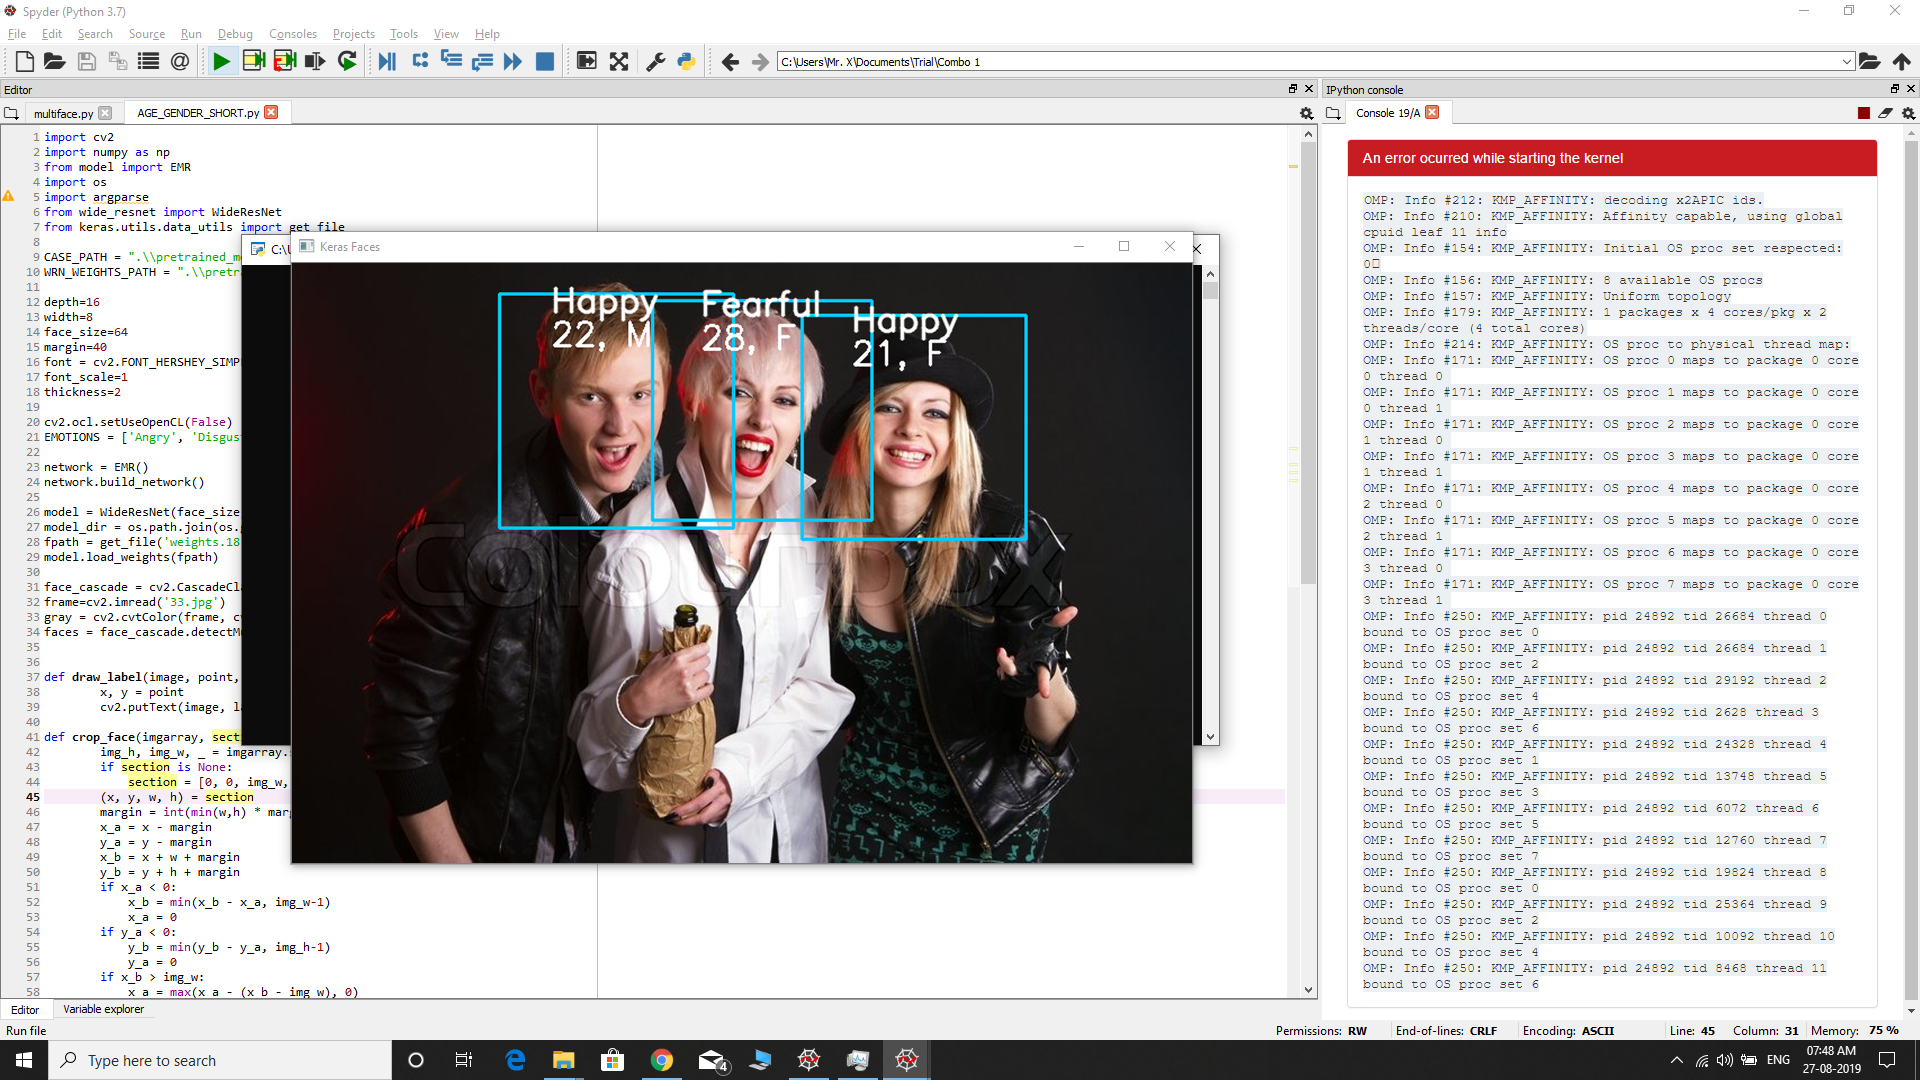 Spyder (Python 3.7)
File Edit Search Source Run Debug Consoles Projects Tools View Help
C:\Users\Mr. X\Documents\Trial\Combo 1
Editor
multiface.py
AGE_GENDER_SHORT.py
1 import cv2
2 import numpy as np
3 from model import EMR
4 import os
5 import argparse
6 from wide_resnet import WideResNet
7 from keras.utils.data_utils import get_file
8
9 CASE_PATH = ".\\pretrained_m
10 WRN_WEIGHTS_PATH = ".\\pretr
11
12 depth=16
13 width=8
14 face_size=64
15 margin=40
16 font = cv2.FONT_HERSHEY_SIMP
17 font_scale=1
18 thickness=2
19
20 cv2.ocl.setUseOpenCL(False)
21 EMOTIONS = ['Angry', 'Disgus
22
23 network = EMR()
24 network.build_network()
25
26 model = WideResNet(face_size
27 model_dir = os.path.join(os.
28 fpath = get_file('weights.18
29 model.load_weights(fpath)
30
31 face_cascade = cv2.CascadeCla
32 frame=cv2.imread('33.jpg')
33 gray = cv2.cvtColor(frame, c
34 faces = face_cascade.detectM
35
36
37 def draw_label(image, point,
38 x, y = point
39 cv2.putText(image, la
40
41 def crop_face(imgarray, secti
42 img_h, img_w, _ = imgarray.
43 if section is None:
44 section = [0, 0, img_w,
45 (x, y, w, h) = section
46 margin = int(min(w,h) * marg
47 x_a = x - margin
48 y_a = y - margin
49 x_b = x + w + margin
50 y_b = y + h + margin
51 if x_a < 0:
52 x_b = min(x_b - x_a, img_w-1)
53 x_a = 0
54 if y_a < 0:
55 y_b = min(y_b - y_a, img_h-1)
56 y_a = 0
57 if x_b > img_w:
58 x_a = max(x_a - (x_b - img_w), 0)
C:\U
Keras Faces
Happy
22, M
Fearful
28, F
Happy
21, F
colourbox
Editor
Variable explorer
IPython console
Console 19/A
An error ocurred while starting the kernel
OMP: Info #212: KMP_AFFINITY: decoding x2APIC ids.
OMP: Info #210: KMP_AFFINITY: Affinity capable, using global
cpuid leaf 11 info
OMP: Info #154: KMP_AFFINITY: Initial OS proc set respected:
0
OMP: Info #156: KMP_AFFINITY: 8 available OS procs
OMP: Info #157: KMP_AFFINITY: Uniform topology
OMP: Info #179: KMP_AFFINITY: 1 packages x 4 cores/pkg x 2
threads/core (4 total cores)
OMP: Info #214: KMP_AFFINITY: OS proc to physical thread map:
OMP: Info #171: KMP_AFFINITY: OS proc 0 maps to package 0 core
0 thread 0
OMP: Info #171: KMP_AFFINITY: OS proc 1 maps to package 0 core
0 thread 1
OMP: Info #171: KMP_AFFINITY: OS proc 2 maps to package 0 core
1 thread 0
OMP: Info #171: KMP_AFFINITY: OS proc 3 maps to package 0 core
1 thread 1
OMP: Info #171: KMP_AFFINITY: OS proc 4 maps to package 0 core
2 thread 0
OMP: Info #171: KMP_AFFINITY: OS proc 5 maps to package 0 core
2 thread 1
OMP: Info #171: KMP_AFFINITY: OS proc 6 maps to package 0 core
3 thread 0
OMP: Info #171: KMP_AFFINITY: OS proc 7 maps to package 0 core
3 thread 1
OMP: Info #250: KMP_AFFINITY: pid 24892 tid 26684 thread 0
bound to OS proc set 0
OMP: Info #250: KMP_AFFINITY: pid 24892 tid 26684 thread 1
bound to OS proc set 2
OMP: Info #250: KMP_AFFINITY: pid 24892 tid 29192 thread 2
bound to OS proc set 4
OMP: Info #250: KMP_AFFINITY: pid 24892 tid 2628 thread 3
bound to OS proc set 6
OMP: Info #250: KMP_AFFINITY: pid 24892 tid 24328 thread 4
bound to OS proc set 1
OMP: Info #250: KMP_AFFINITY: pid 24892 tid 13748 thread 5
bound to OS proc set 3
OMP: Info #250: KMP_AFFINITY: pid 24892 tid 6072 thread 6
bound to OS proc set 5
OMP: Info #250: KMP_AFFINITY: pid 24892 tid 12760 thread 7
bound to OS proc set 7
OMP: Info #250: KMP_AFFINITY: pid 24892 tid 19824 thread 8
bound to OS proc set 0
OMP: Info #250: KMP_AFFINITY: pid 24892 tid 25364 thread 9
bound to OS proc set 2
OMP: Info #250: KMP_AFFINITY: pid 24892 tid 10092 thread 10
bound to OS proc set 4
OMP: Info #250: KMP_AFFINITY: pid 24892 tid 8468 thread 11
bound to OS proc set 6
Run file
Permissions: RW End-of-lines: CRLF Encoding: ASCII Line: 45 Column: 31 Memory: 75 %
Type here to search
4
ENG
07:48 AM
27-08-2019